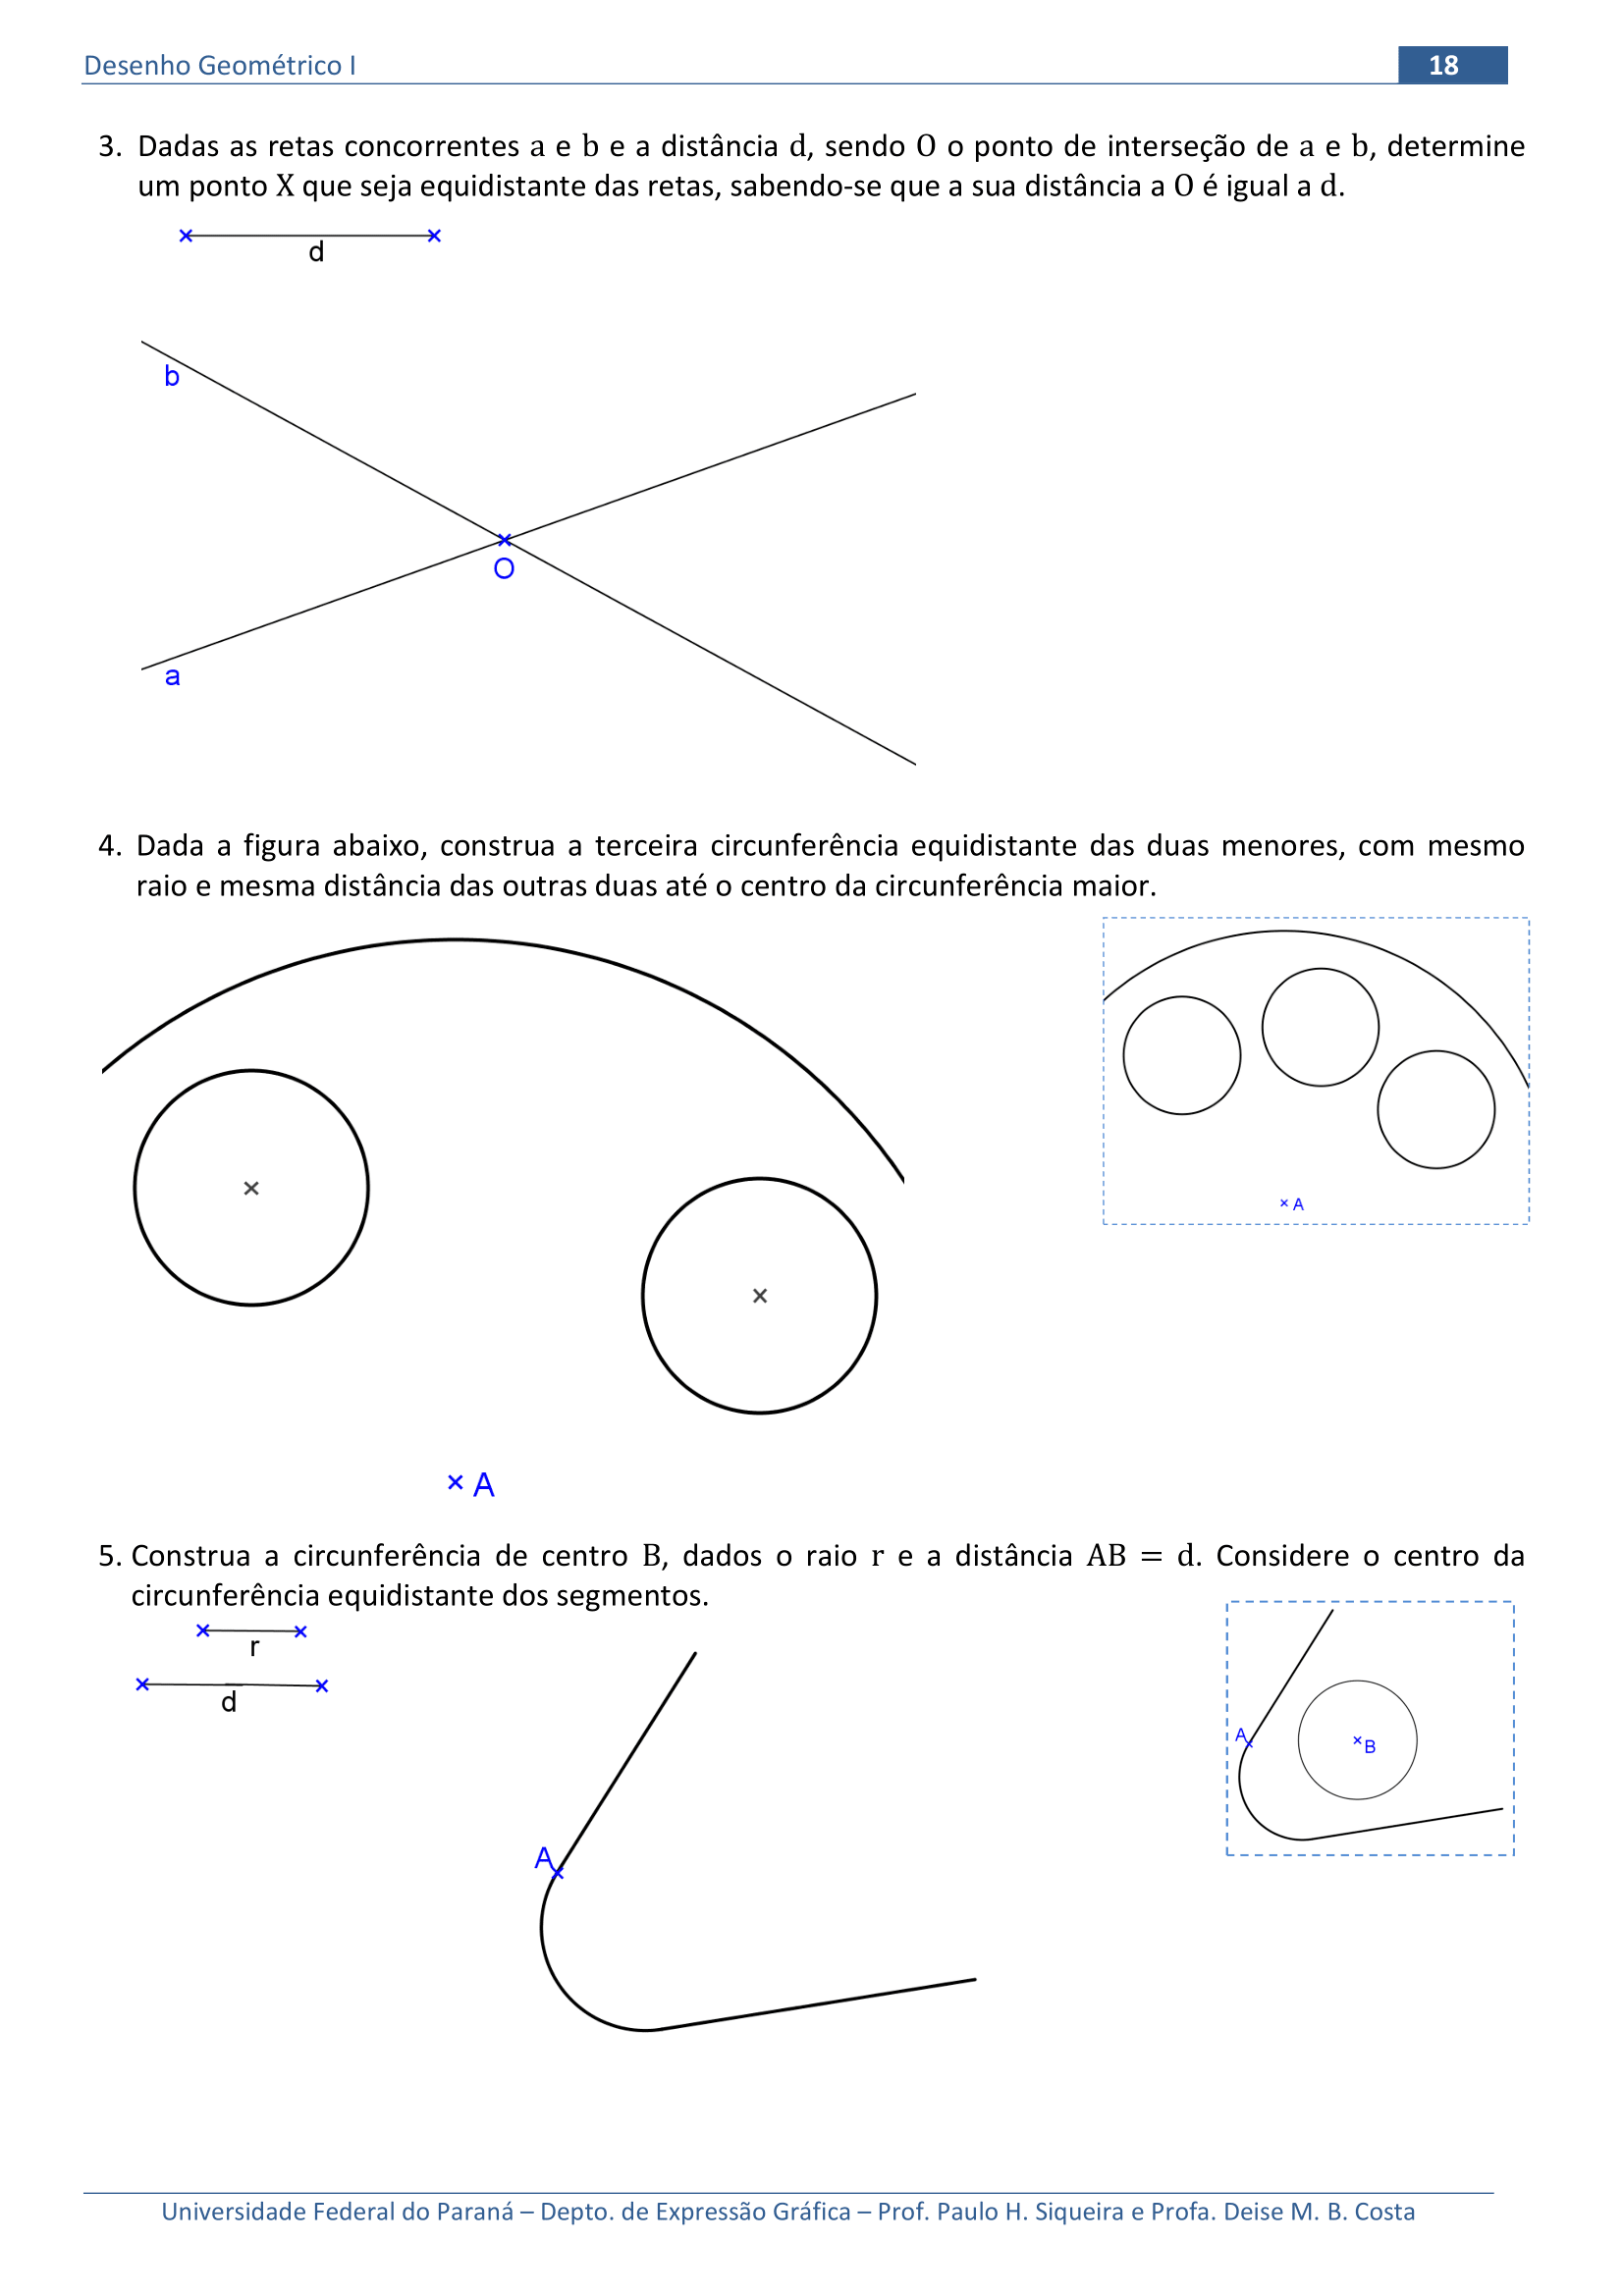 Desenho Geométrico I
18
3. Dadas as retas concorrentes a e b e a distância d, sendo O o ponto de interseção de a e b, determine
um ponto X que seja equidistante das retas, sabendo-se que a sua distância a O é igual a d.
d
b
O
a
4. Dada a figura abaixo, construa a terceira circunferência equidistante das duas menores, com mesmo
raio e mesma distância das outras duas até o centro da circunferência maior.
A
A
5. Construa a circunferência de centro B, dados o raio r e a distância AB = d. Considere o centro da
circunferência equidistante dos segmentos.
r
d
A
A
B
Universidade Federal do Paraná – Depto. de Expressão Gráfica – Prof. Paulo H. Siqueira e Profa. Deise M. B. Costa